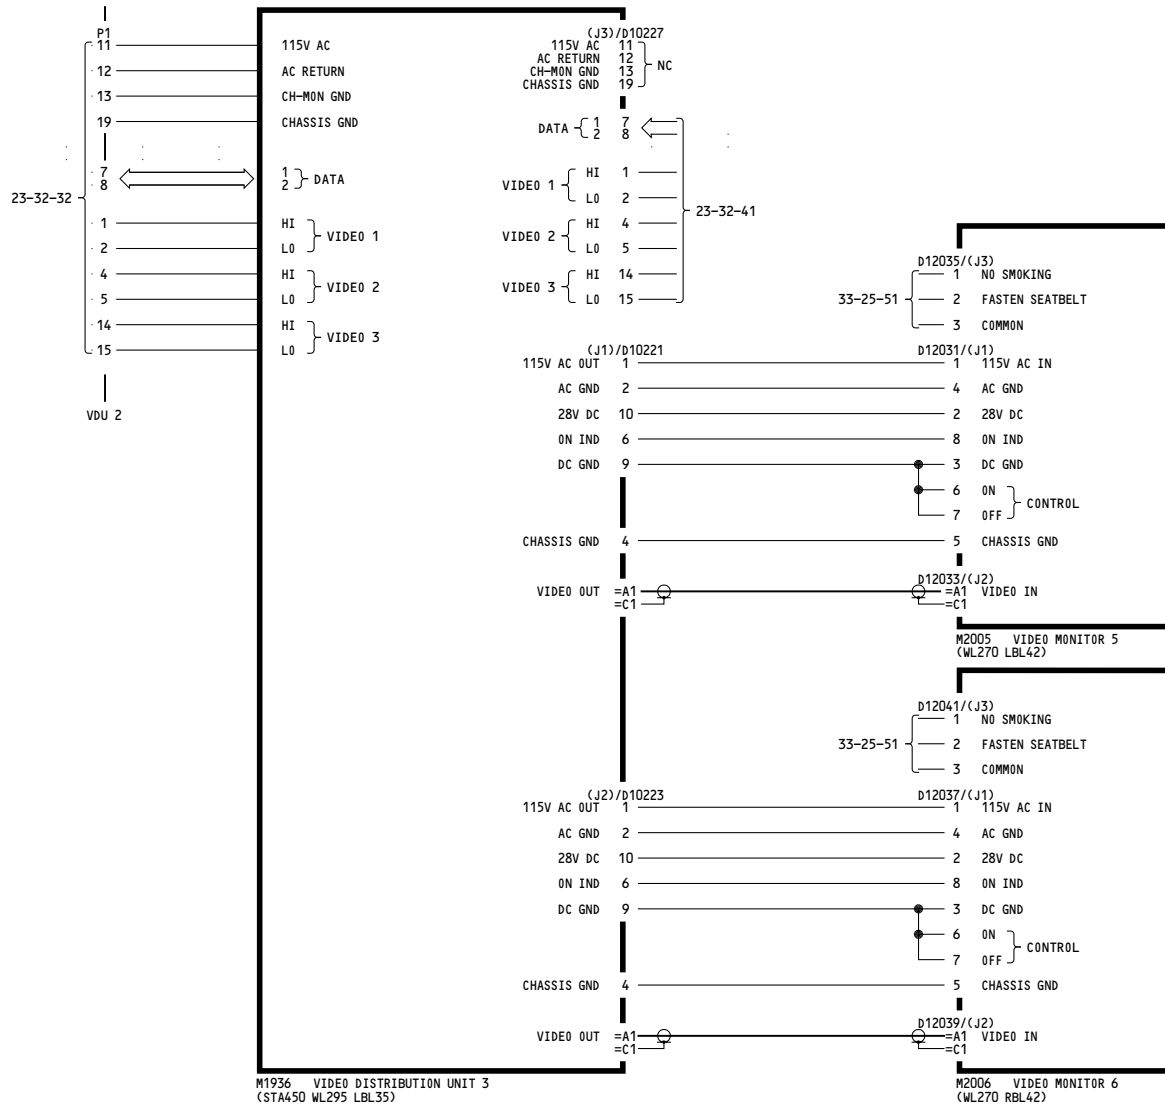 P1
11 115V AC
12 AC RETURN
13 CH-MON GND
19 CHASSIS GND
7 1
8 2 DATA
23-32-32
1 HI
2 LO VIDEO 1
4 HI
5 LO VIDEO 2
14 HI
15 LO VIDEO 3
VDU 2
(J3)/D10227
115V AC 11
AC RETURN 12
CH-MON GND 13
CHASSIS GND 19
NC
DATA 1 7
2 8
VIDEO 1 HI 1
LO 2
23-32-41
VIDEO 2 HI 4
LO 5
VIDEO 3 HI 14
LO 15
(J1)/D10221
115V AC OUT 1
AC GND 2
28V DC 10
ON IND 6
DC GND 9
CHASSIS GND 4
VIDEO OUT =A1
=C1
D12035/(J3)
1 NO SMOKING
33-25-51 2 FASTEN SEATBELT
3 COMMON
D12031/(J1)
1 115V AC IN
4 AC GND
2 28V DC
8 ON IND
3 DC GND
6 ON
7 OFF CONTROL
5 CHASSIS GND
D12033/(J2)
=A1 VIDEO IN
=C1
M2005 VIDEO MONITOR 5
(WL270 LBL42)
(J2)/D10223
115V AC OUT 1
AC GND 2
28V DC 10
ON IND 6
DC GND 9
CHASSIS GND 4
VIDEO OUT =A1
=C1
D12041/(J3)
1 NO SMOKING
33-25-51 2 FASTEN SEATBELT
3 COMMON
D12037/(J1)
1 115V AC IN
4 AC GND
2 28V DC
8 ON IND
3 DC GND
6 ON
7 OFF CONTROL
5 CHASSIS GND
D12039/(J2)
=A1 VIDEO IN
=C1
M1936 VIDEO DISTRIBUTION UNIT 3
(STA450 WL295 LBL35)
M2006 VIDEO MONITOR 6
(WL270 RBL42)